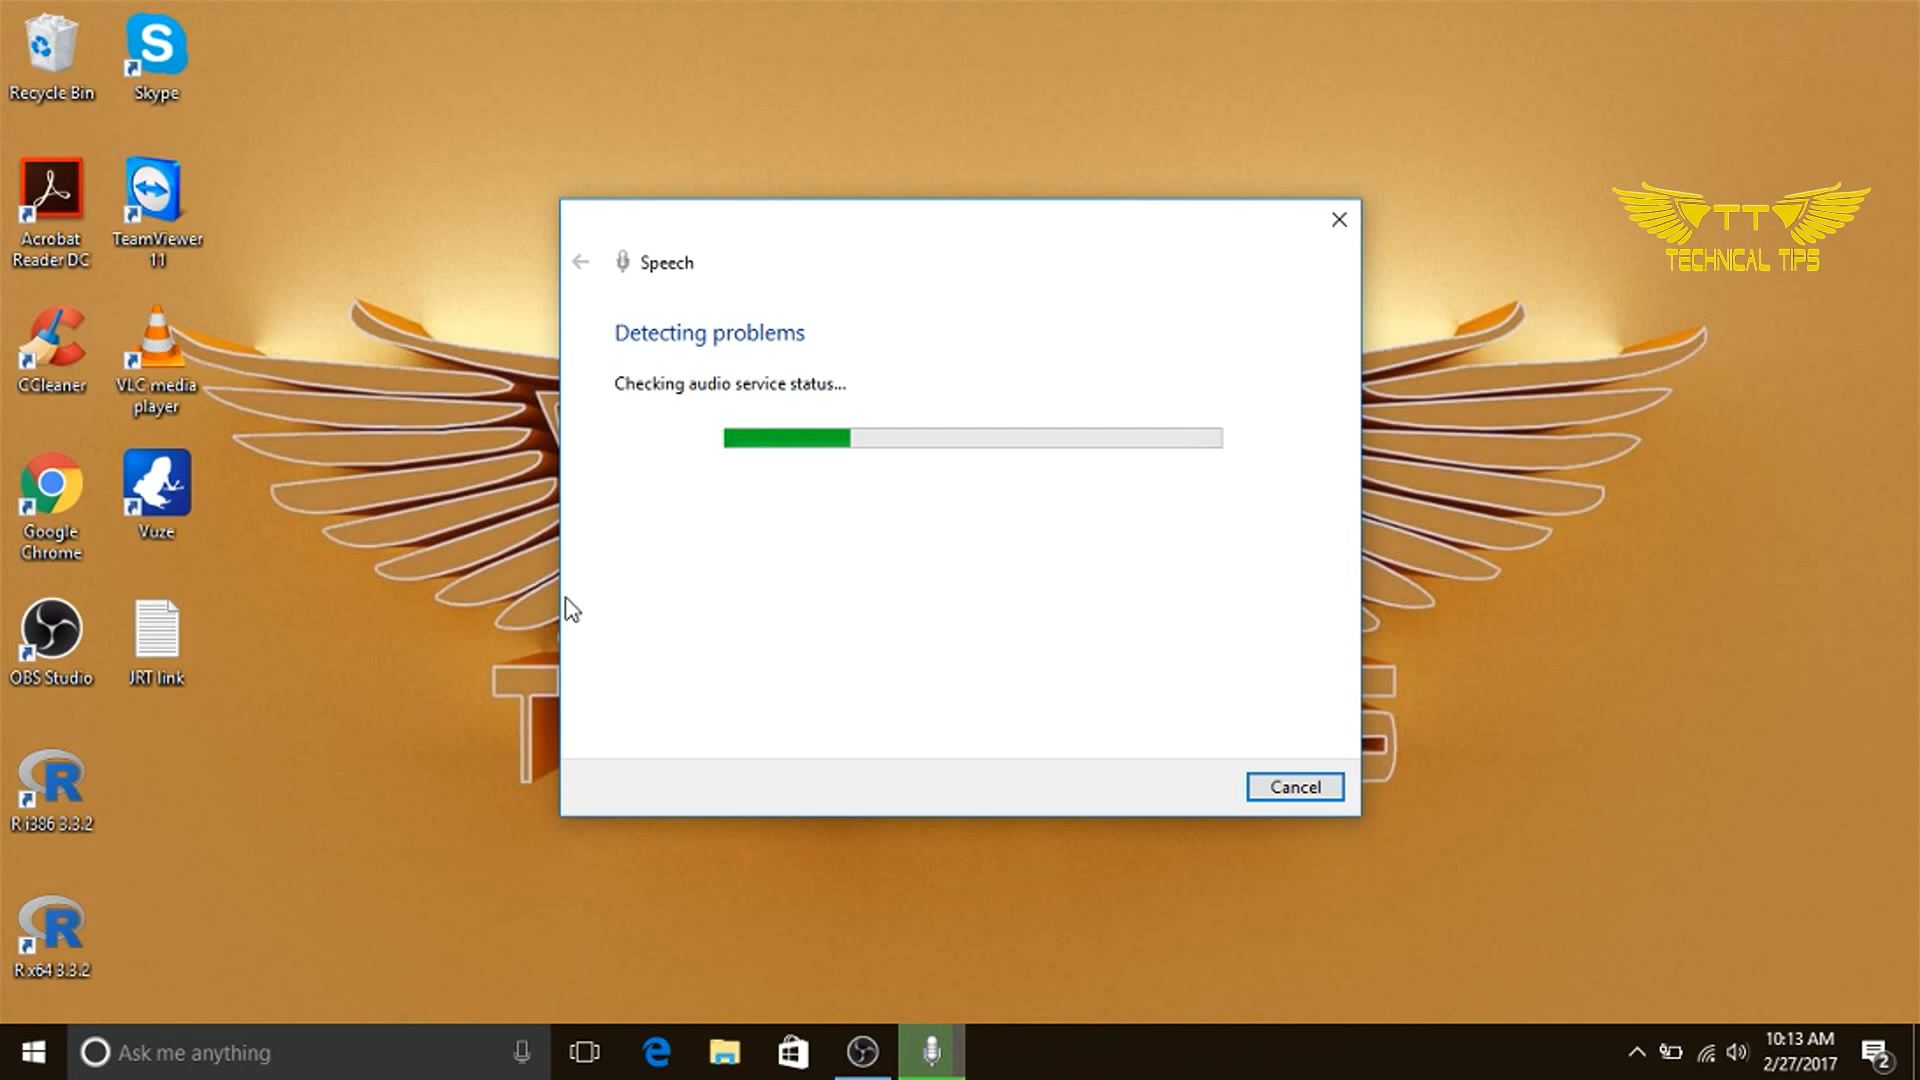 Recycle Bin
Skype
Acrobat
Reader DC
TeamViewer
11
CCleaner
VLC media
player
Google
Chrome
Vuze
OBS Studio
JRT link
R i386 3.3.2
R x64 3.3.2
TT
TECHNICAL TIPS
Speech
Detecting problems
Checking audio service status...
Cancel
Ask me anything
10:13 AM
2/27/2017
2